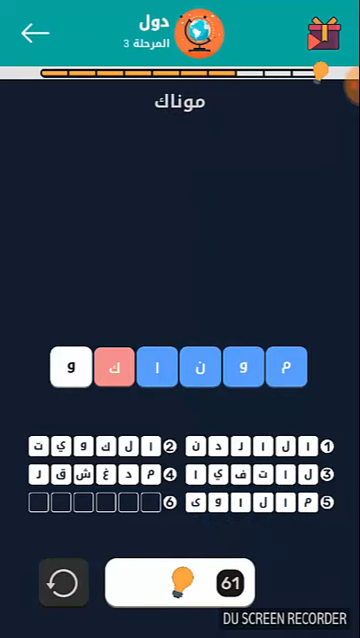 دول
المرحلة 3
موناك
م و ن ا ك و
1 ا ل ا ر د ن 2 ا ل ك و ي ت
3 ل ا ت ف ي ا 4 م د غ ش ق ر
5 م ا ل ا و ى 6
61
DU SCREEN RECORDER